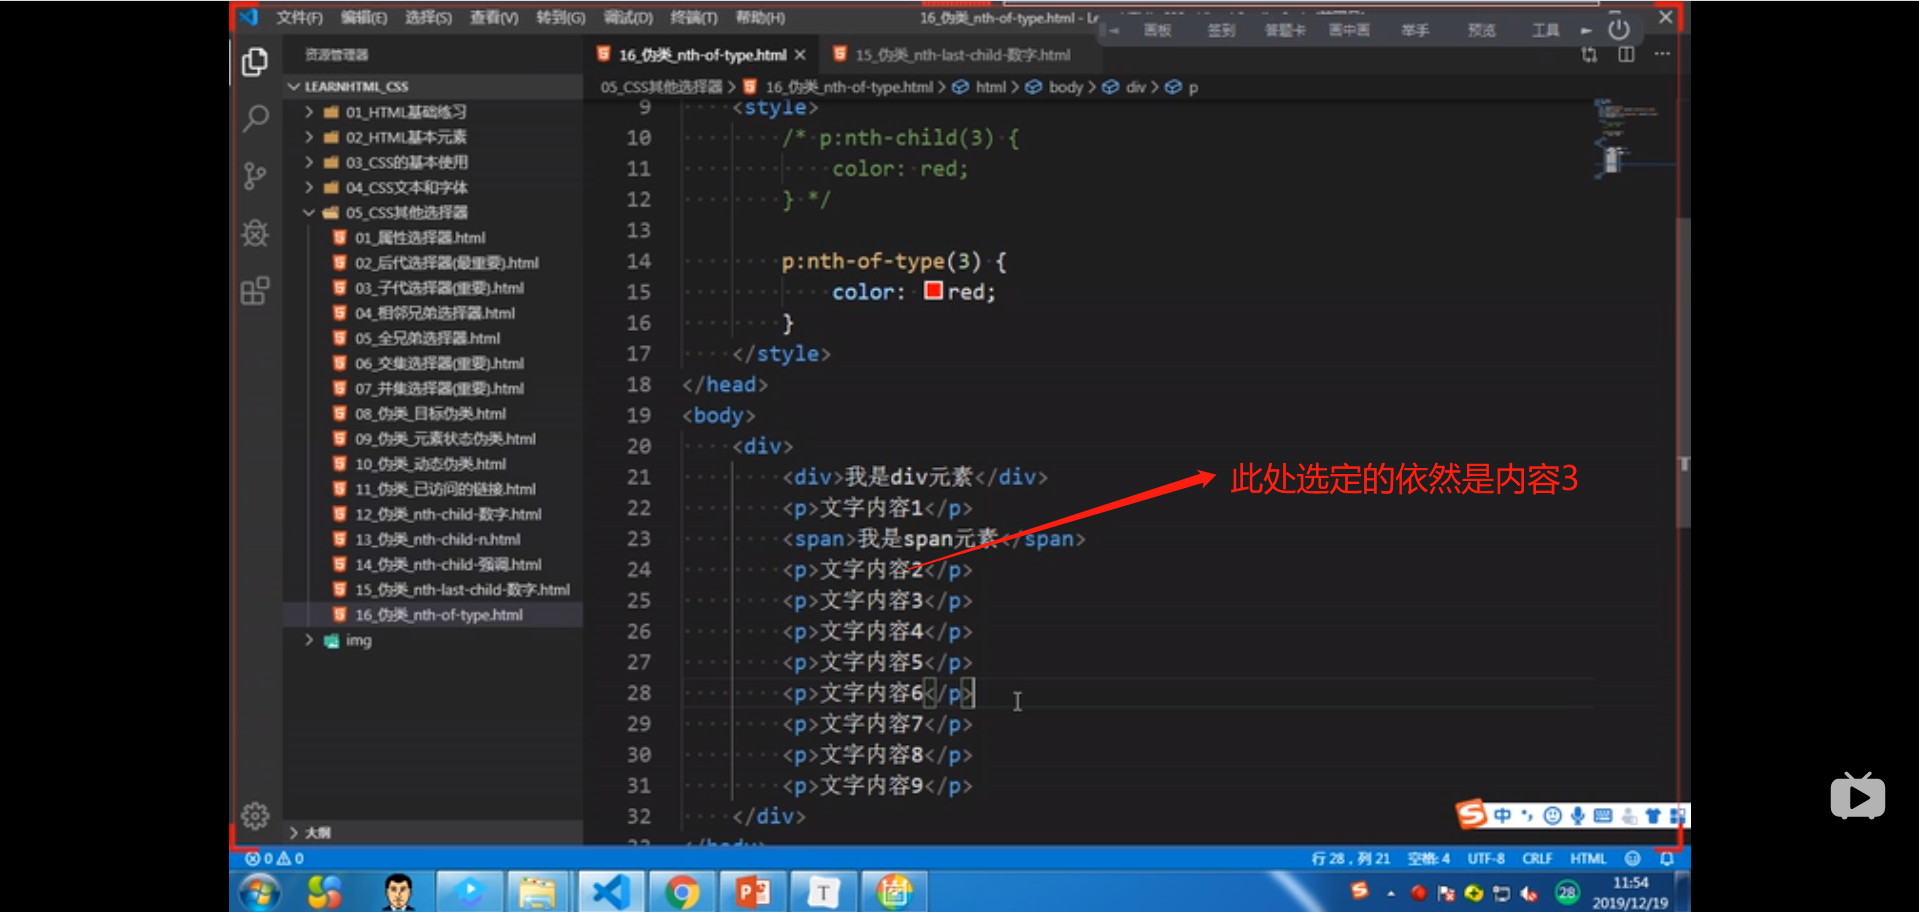 文件(F) 编辑(E) 选择(S) 查看(V) 转到(G) 调试(D) 终端(T) 帮助(H)
16_伪类_nth-of-type.html - Le
画板 签到 答题卡 画中画 举手 预览 工具
资源管理器
16_伪类_nth-of-type.html
15_伪类_nth-last-child-数字.html
LEARNHTML_CSS
05_CSS其他选择器 > 16_伪类_nth-of-type.html > html > body > div > p
01_HTML基础练习
02_HTML基本元素
03_CSS的基本使用
04_CSS文本和字体
05_CSS其他选择器
01_属性选择器.html
02_后代选择器(最重要).html
03_子代选择器(重要).html
04_相邻兄弟选择器.html
05_全兄弟选择器.html
06_交集选择器(重要).html
07_并集选择器(重要).html
08_伪类_目标伪类.html
09_伪类_元素状态伪类.html
10_伪类_动态伪类.html
11_伪类_已访问的链接.html
12_伪类_nth-child-数字.html
13_伪类_nth-child-n.html
14_伪类_nth-child-强调.html
15_伪类_nth-last-child-数字.html
16_伪类_nth-of-type.html
img
大纲
9 <style>
10 /* p:nth-child(3) {
11 color: red;
12 } */
13
14 p:nth-of-type(3) {
15 color: red;
16 }
17 </style>
18 </head>
19 <body>
20 <div>
21 <div>我是div元素</div>
22 <p>文字内容1</p>
23 <span>我是span元素</span>
24 <p>文字内容2</p>
25 <p>文字内容3</p>
26 <p>文字内容4</p>
27 <p>文字内容5</p>
28 <p>文字内容6</p>
29 <p>文字内容7</p>
30 <p>文字内容8</p>
31 <p>文字内容9</p>
32 </div>
33 </body>
此处选定的依然是内容3
中
0 0
行 28，列 21 空格: 4 UTF-8 CRLF HTML
28
11:54
2019/12/19